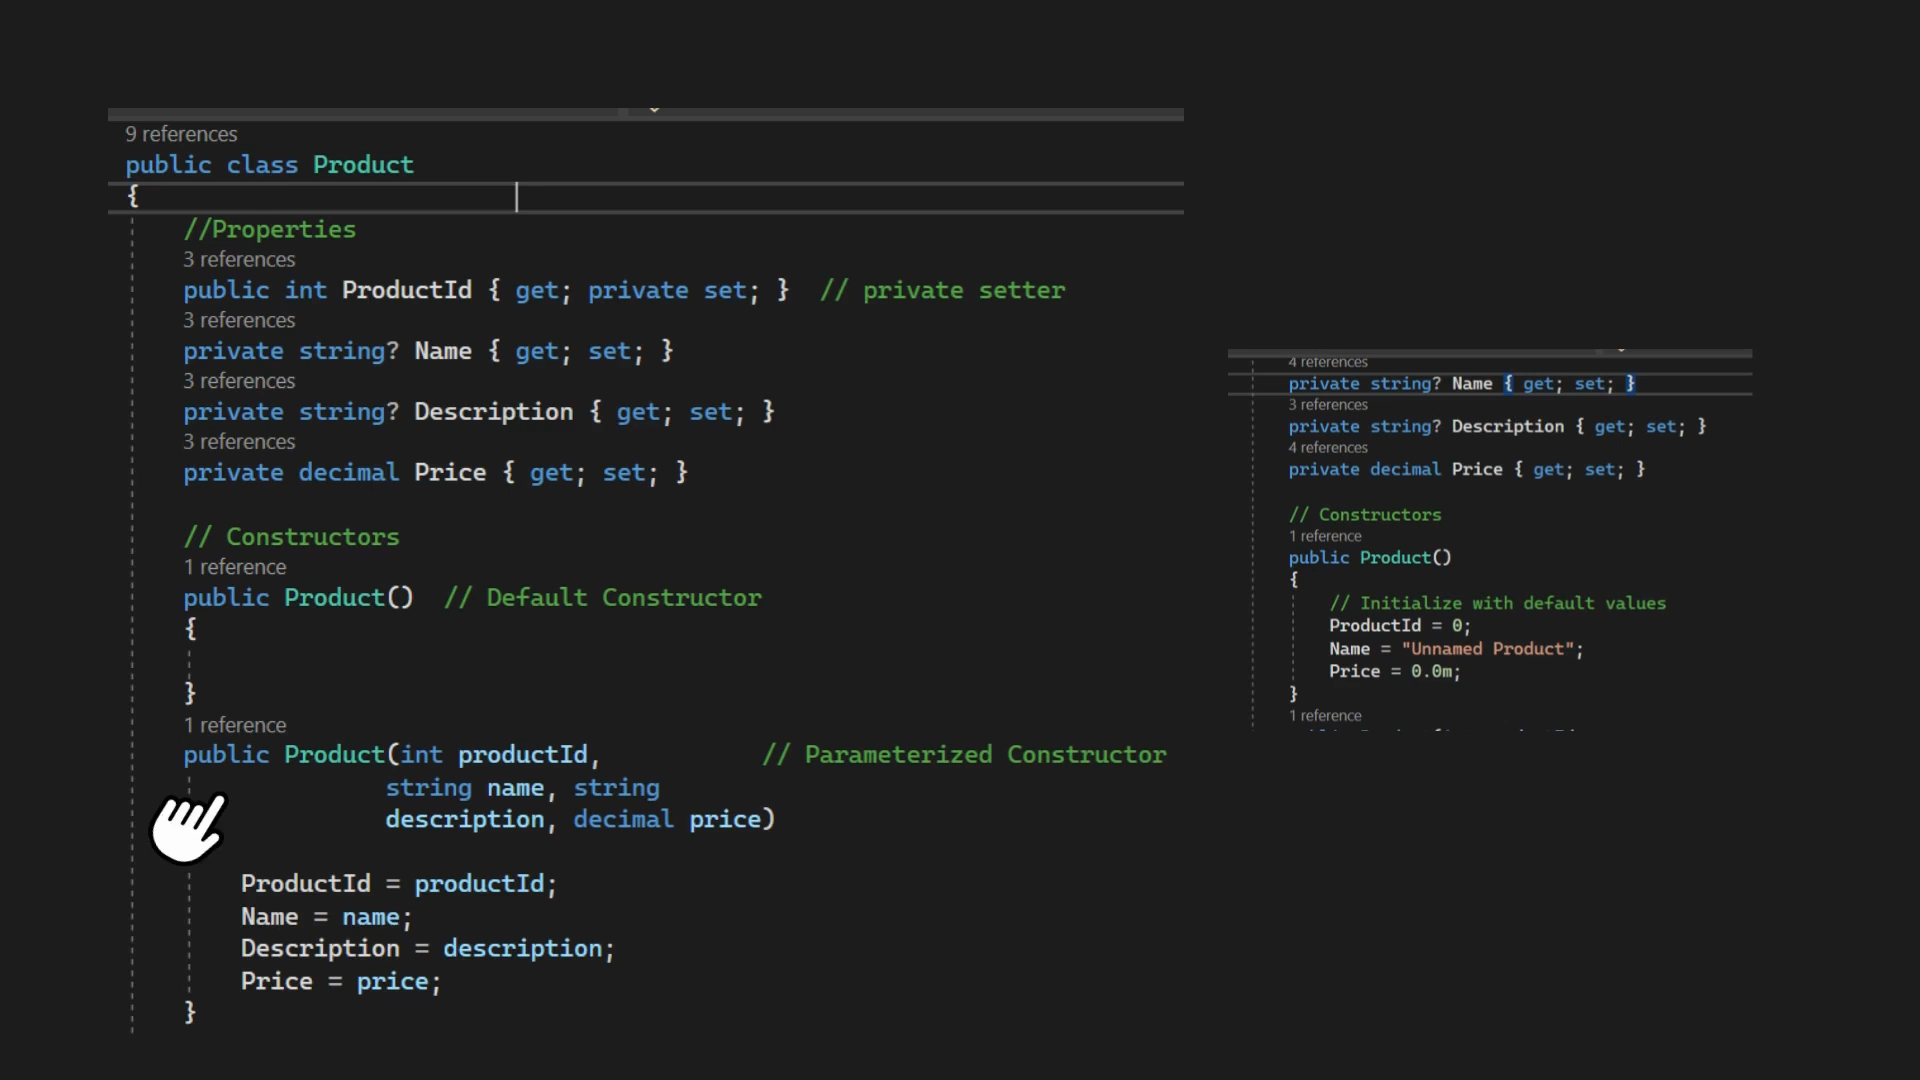 9 references
public class Product
{
//Properties
3 references
public int ProductId { get; private set; }  // private setter
3 references
private string? Name { get; set; }
3 references
private string? Description { get; set; }
3 references
private decimal Price { get; set; }
// Constructors
1 reference
public Product()  // Default Constructor
{
}
1 reference
public Product(int productId,  // Parameterized Constructor
string name, string
description, decimal price)
ProductId = productId;
Name = name;
Description = description;
Price = price;
}
4 references
private string? Name { get; set; }
3 references
private string? Description { get; set; }
4 references
private decimal Price { get; set; }
// Constructors
1 reference
public Product()
{
// Initialize with default values
ProductId = 0;
Name = "Unnamed Product";
Price = 0.0m;
}
1 reference